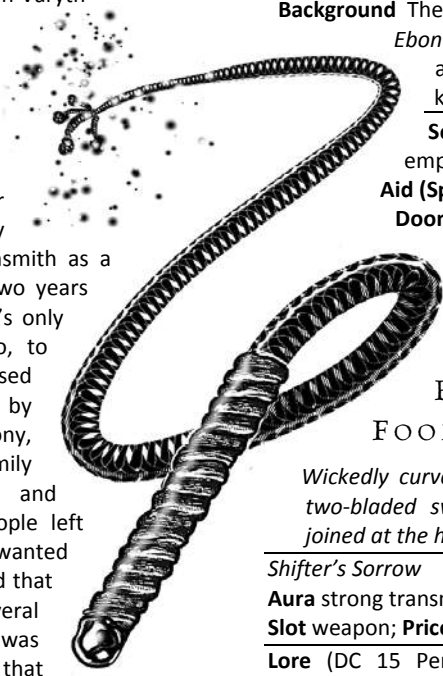 Varyth
r
y
smith as a
wo years
's only
o, to
sed
by
ony,
mily
and
ople left
wanted
d that
veral
was
that
Background The
Ebon
a
k
Se
emp
Aid (Sp
Doom
FOO
Wickedly curve
two-bladed sw
joined at the h
Shifter's Sorrow
Aura strong transm
Slot weapon; Price
Lore (DC 15 Per